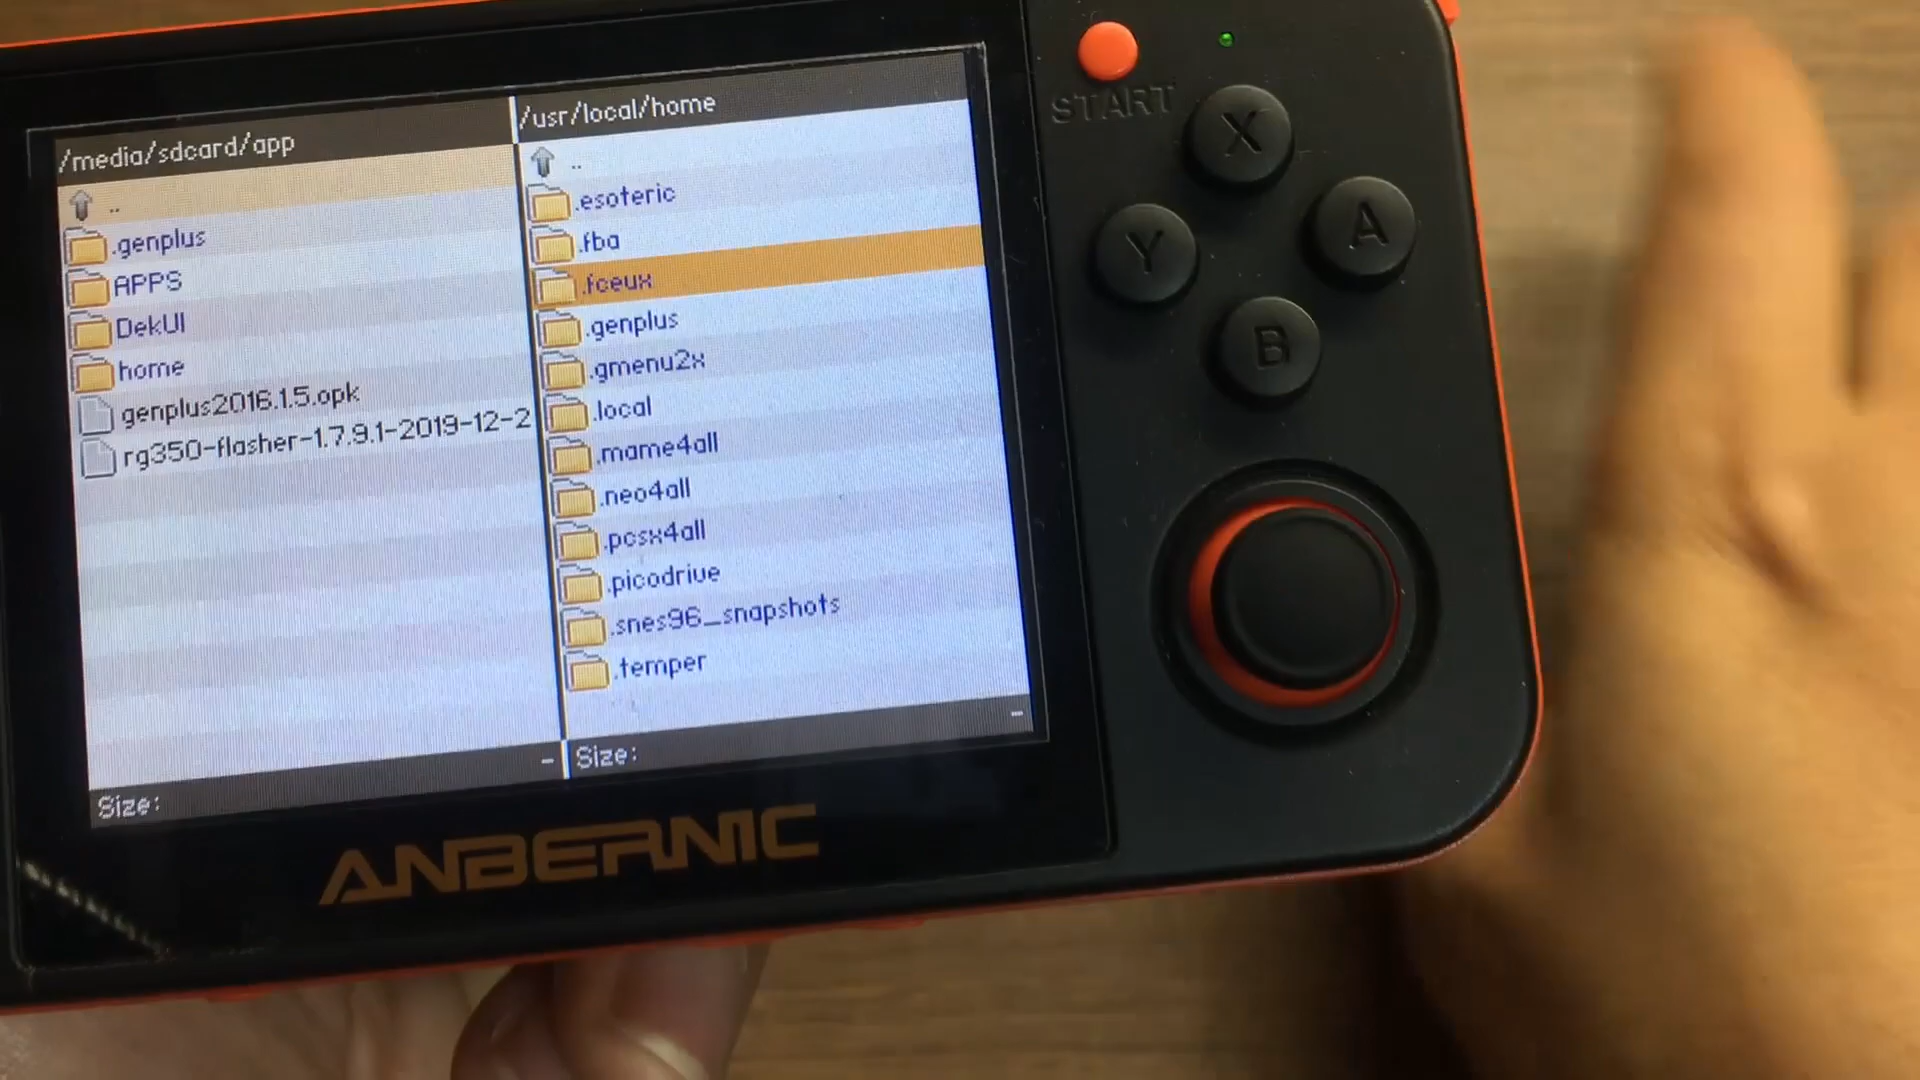 /media/sdcard/app
..
.genplus
APPS
DekUI
home
genplus2016.1.5.opk
rg350-flasher-1.7.9.1-2019-12-2
Size:
-
/usr/local/home
..
.esoteric
.fba
.fceux
.genplus
.gmenu2x
.local
.mame4all
.neo4all
.pcsx4all
.picodrive
.snes96_snapshots
.temper
Size:
-
ANBERNIC
START
X
Y
A
B